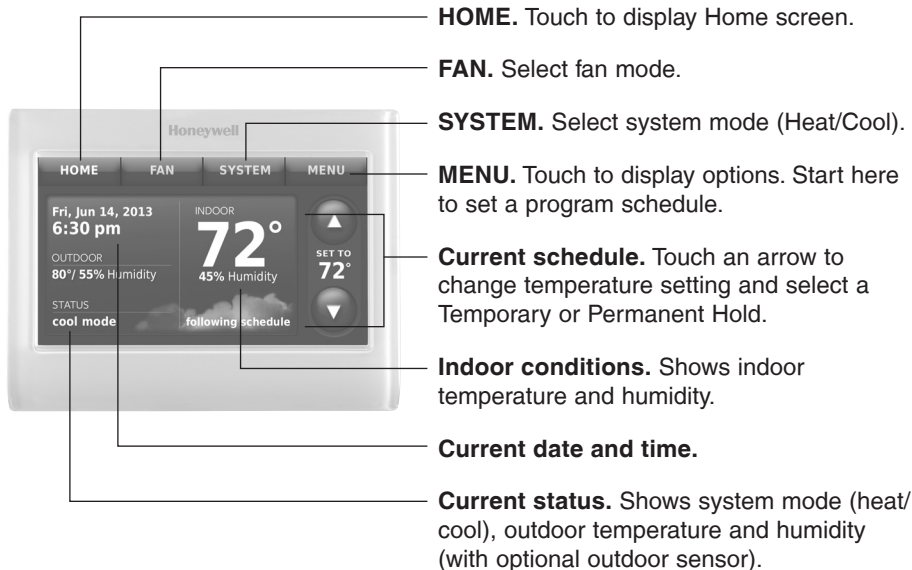 HOME. Touch to display Home screen.
FAN. Select fan mode.
SYSTEM. Select system mode (Heat/Cool).
MENU. Touch to display options. Start here
to set a program schedule.
Current schedule. Touch an arrow to
change temperature setting and select a
Temporary or Permanent Hold.
Indoor conditions. Shows indoor
temperature and humidity.
Current date and time.
Current status. Shows system mode (heat/
cool), outdoor temperature and humidity
(with optional outdoor sensor).
Honeywell
HOME FAN SYSTEM MENU
Fri, Jun 14, 2013
6:30 pm
OUTDOOR
80°/ 55% Humidity
STATUS
cool mode
INDOOR
72°
45% Humidity
following schedule
SET TO
72°